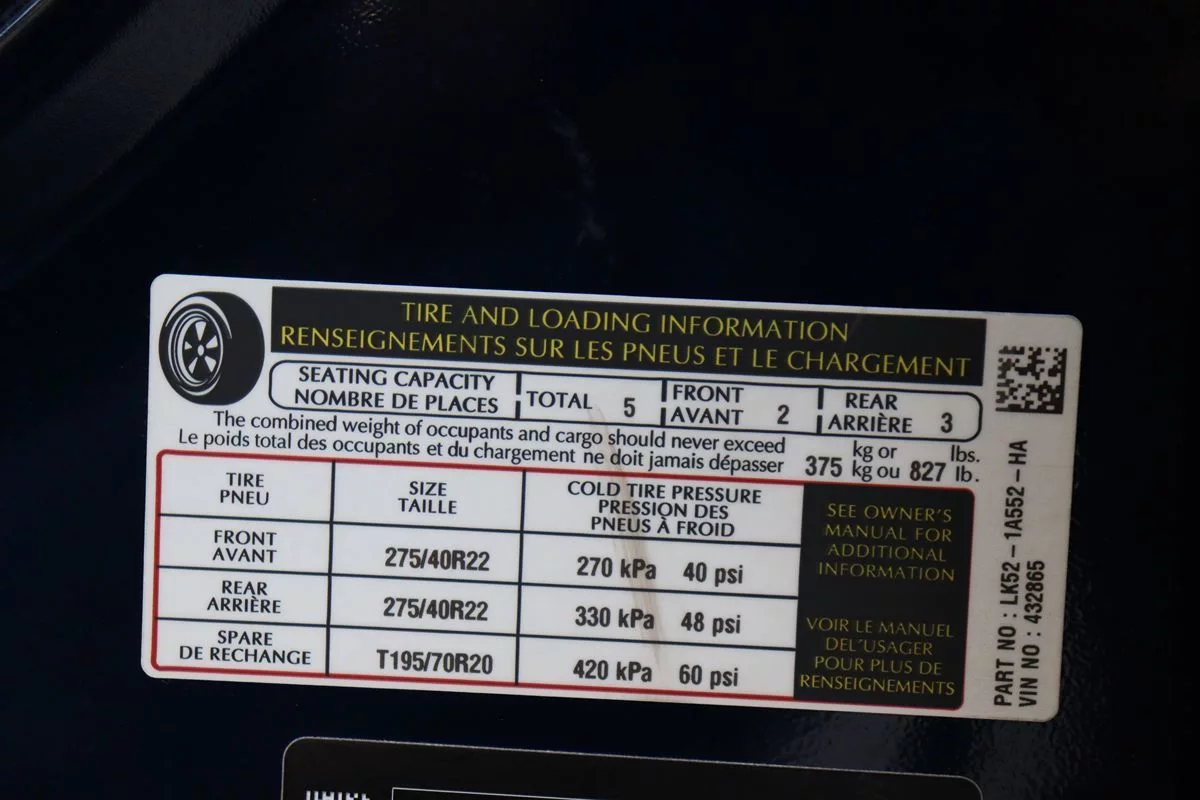 TIRE AND LOADING INFORMATION
RENSEIGNEMENTS SUR LES PNEUS ET LE CHARGEMENT
SEATING CAPACITY
NOMBRE DE PLACES
TOTAL 5
FRONT
AVANT 2
REAR
ARRIÈRE 3
The combined weight of occupants and cargo should never exceed
Le poids total des occupants et du chargement ne doit jamais dépasser
375 kg or
kg ou 827 lbs.
lb.
TIRE
PNEU
SIZE
TAILLE
COLD TIRE PRESSURE
PRESSION DES
PNEUS À FROID
FRONT
AVANT
275/40R22
270 kPa 40 psi
REAR
ARRIÈRE
275/40R22
330 kPa 48 psi
SPARE
DE RECHANGE
T195/70R20
420 kPa 60 psi
SEE OWNER'S
MANUAL FOR
ADDITIONAL
INFORMATION
VOIR LE MANUEL
DEL'USAGER
POUR PLUS DE
RENSEIGNEMENTS
PART NO : LK52-1A552-HA
VIN NO : 432865